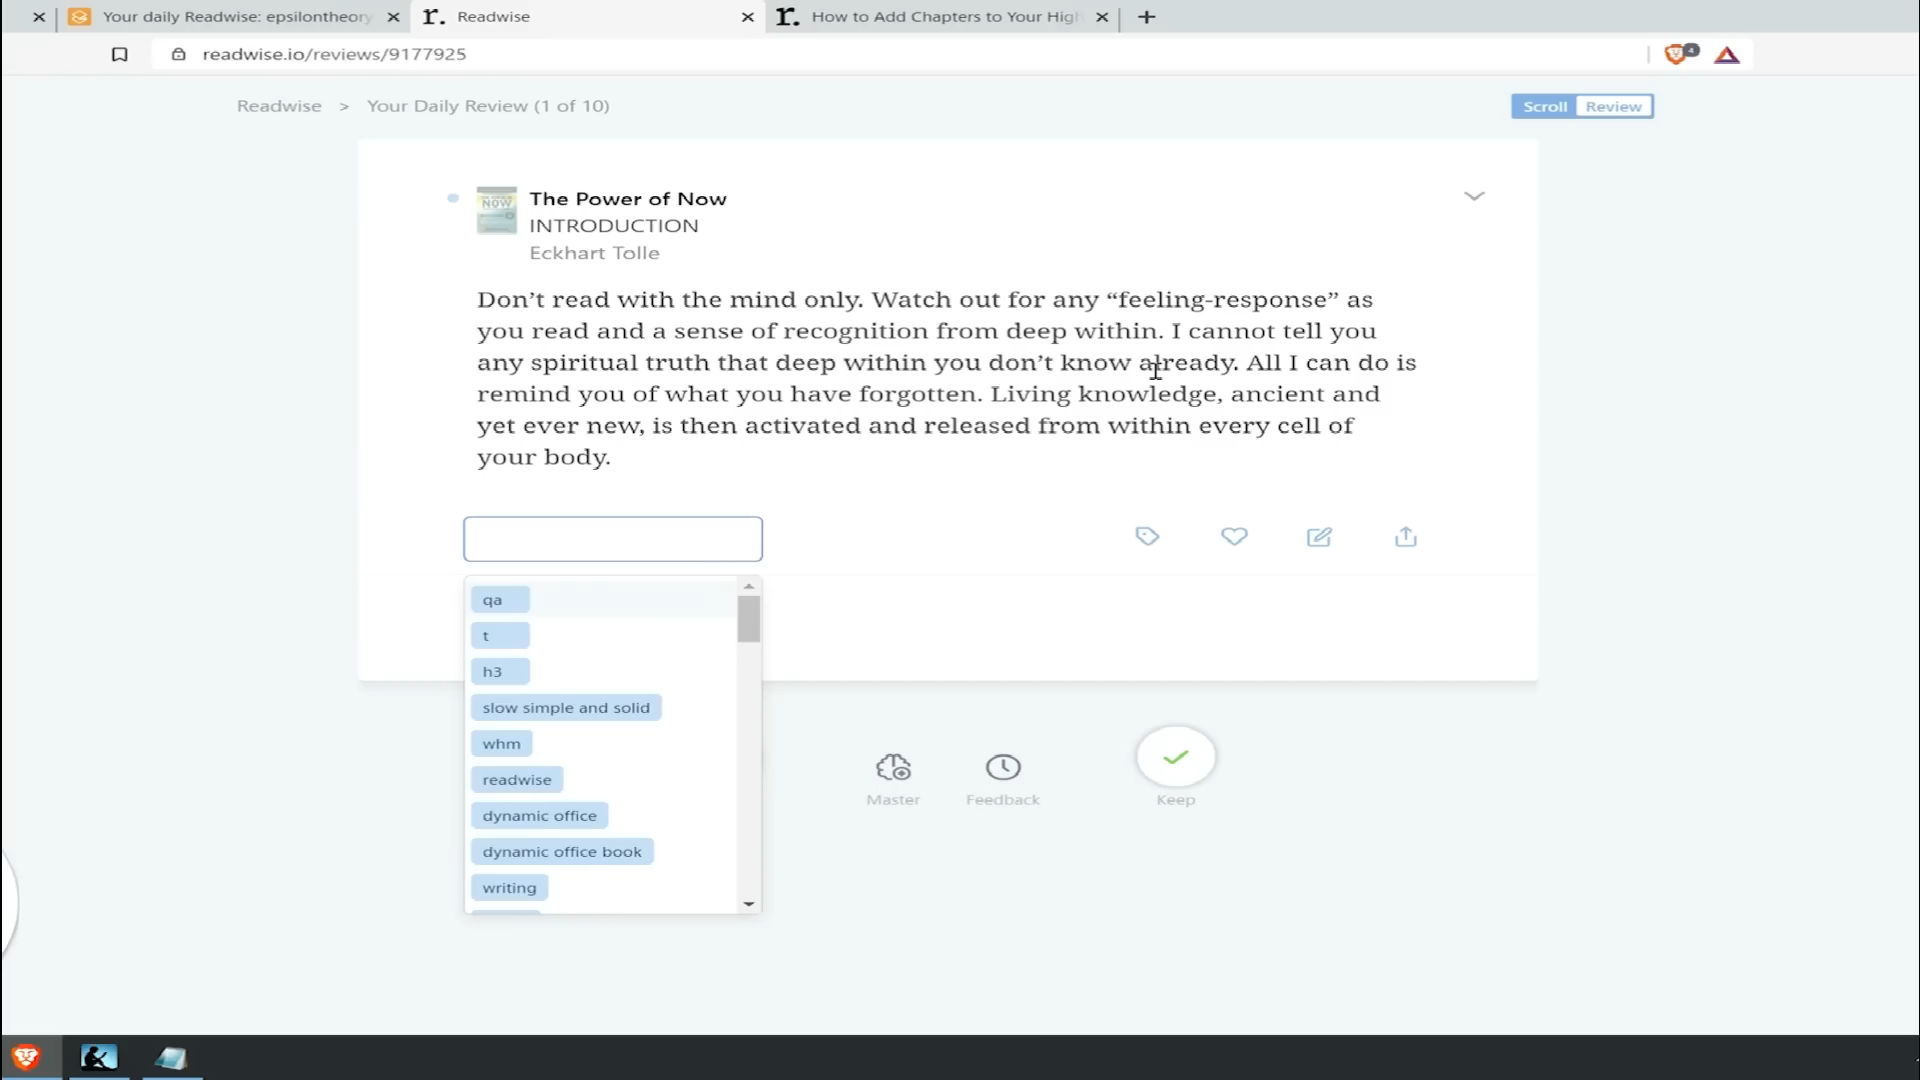 Your daily Readwise: epsilontheory
Readwise
How to Add Chapters to Your High
readwise.io/reviews/9177925
4
Readwise > Your Daily Review (1 of 10)
Scroll Review
The Power of Now
INTRODUCTION
Eckhart Tolle
Don’t read with the mind only. Watch out for any “feeling-response” as
you read and a sense of recognition from deep within. I cannot tell you
any spiritual truth that deep within you don’t know already. All I can do is
remind you of what you have forgotten. Living knowledge, ancient and
yet ever new, is then activated and released from within every cell of
your body.
qa
t
h3
slow simple and solid
whm
readwise
dynamic office
dynamic office book
writing
Master
Feedback
Keep